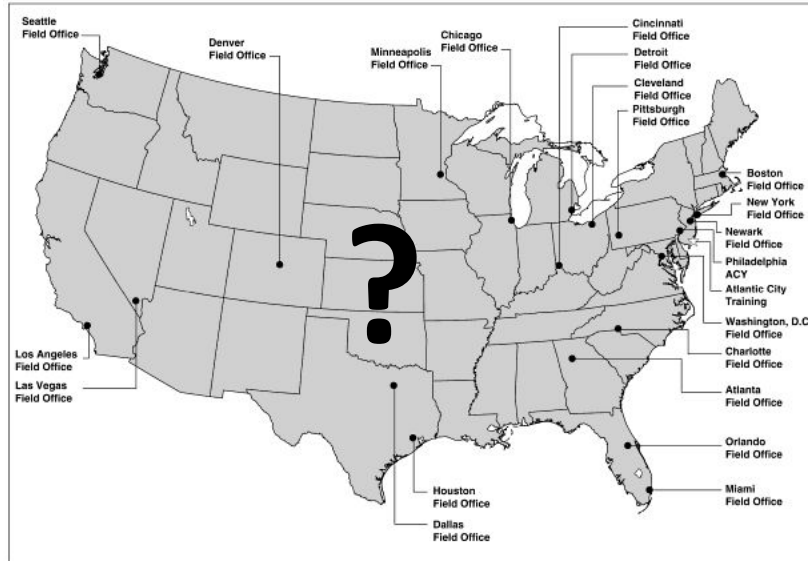 Seattle
Field Office
Denver
Field Office
Minneapolis
Field Office
Chicago
Field Office
Cincinnati
Field Office
Detroit
Field Office
Cleveland
Field Office
Pittsburgh
Field Office
Boston
Field Office
New York
Field Office
Newark
Field Office
Philadelphia
ACY
Atlantic City
Training
Washington, D.C
Field Office
Charlotte
Field Office
Atlanta
Field Office
Orlando
Field Office
Miami
Field Office
Los Angeles
Field Office
Las Vegas
Field Office
Houston
Field Office
Dallas
Field Office
?